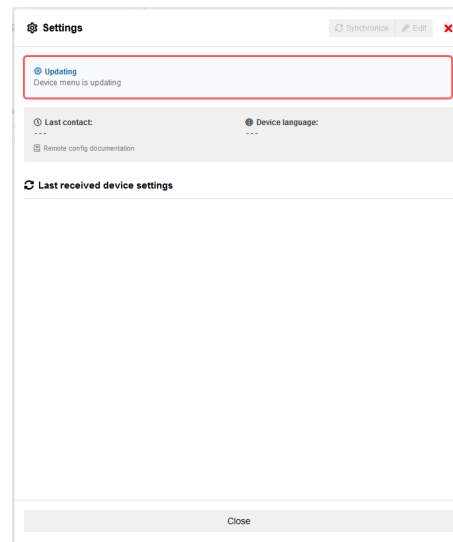 Settings
Synchronize
Edit
Updating
Device menu is updating
Last contact:
Device language:
---
---
Remote config documentation
Last received device settings
Close